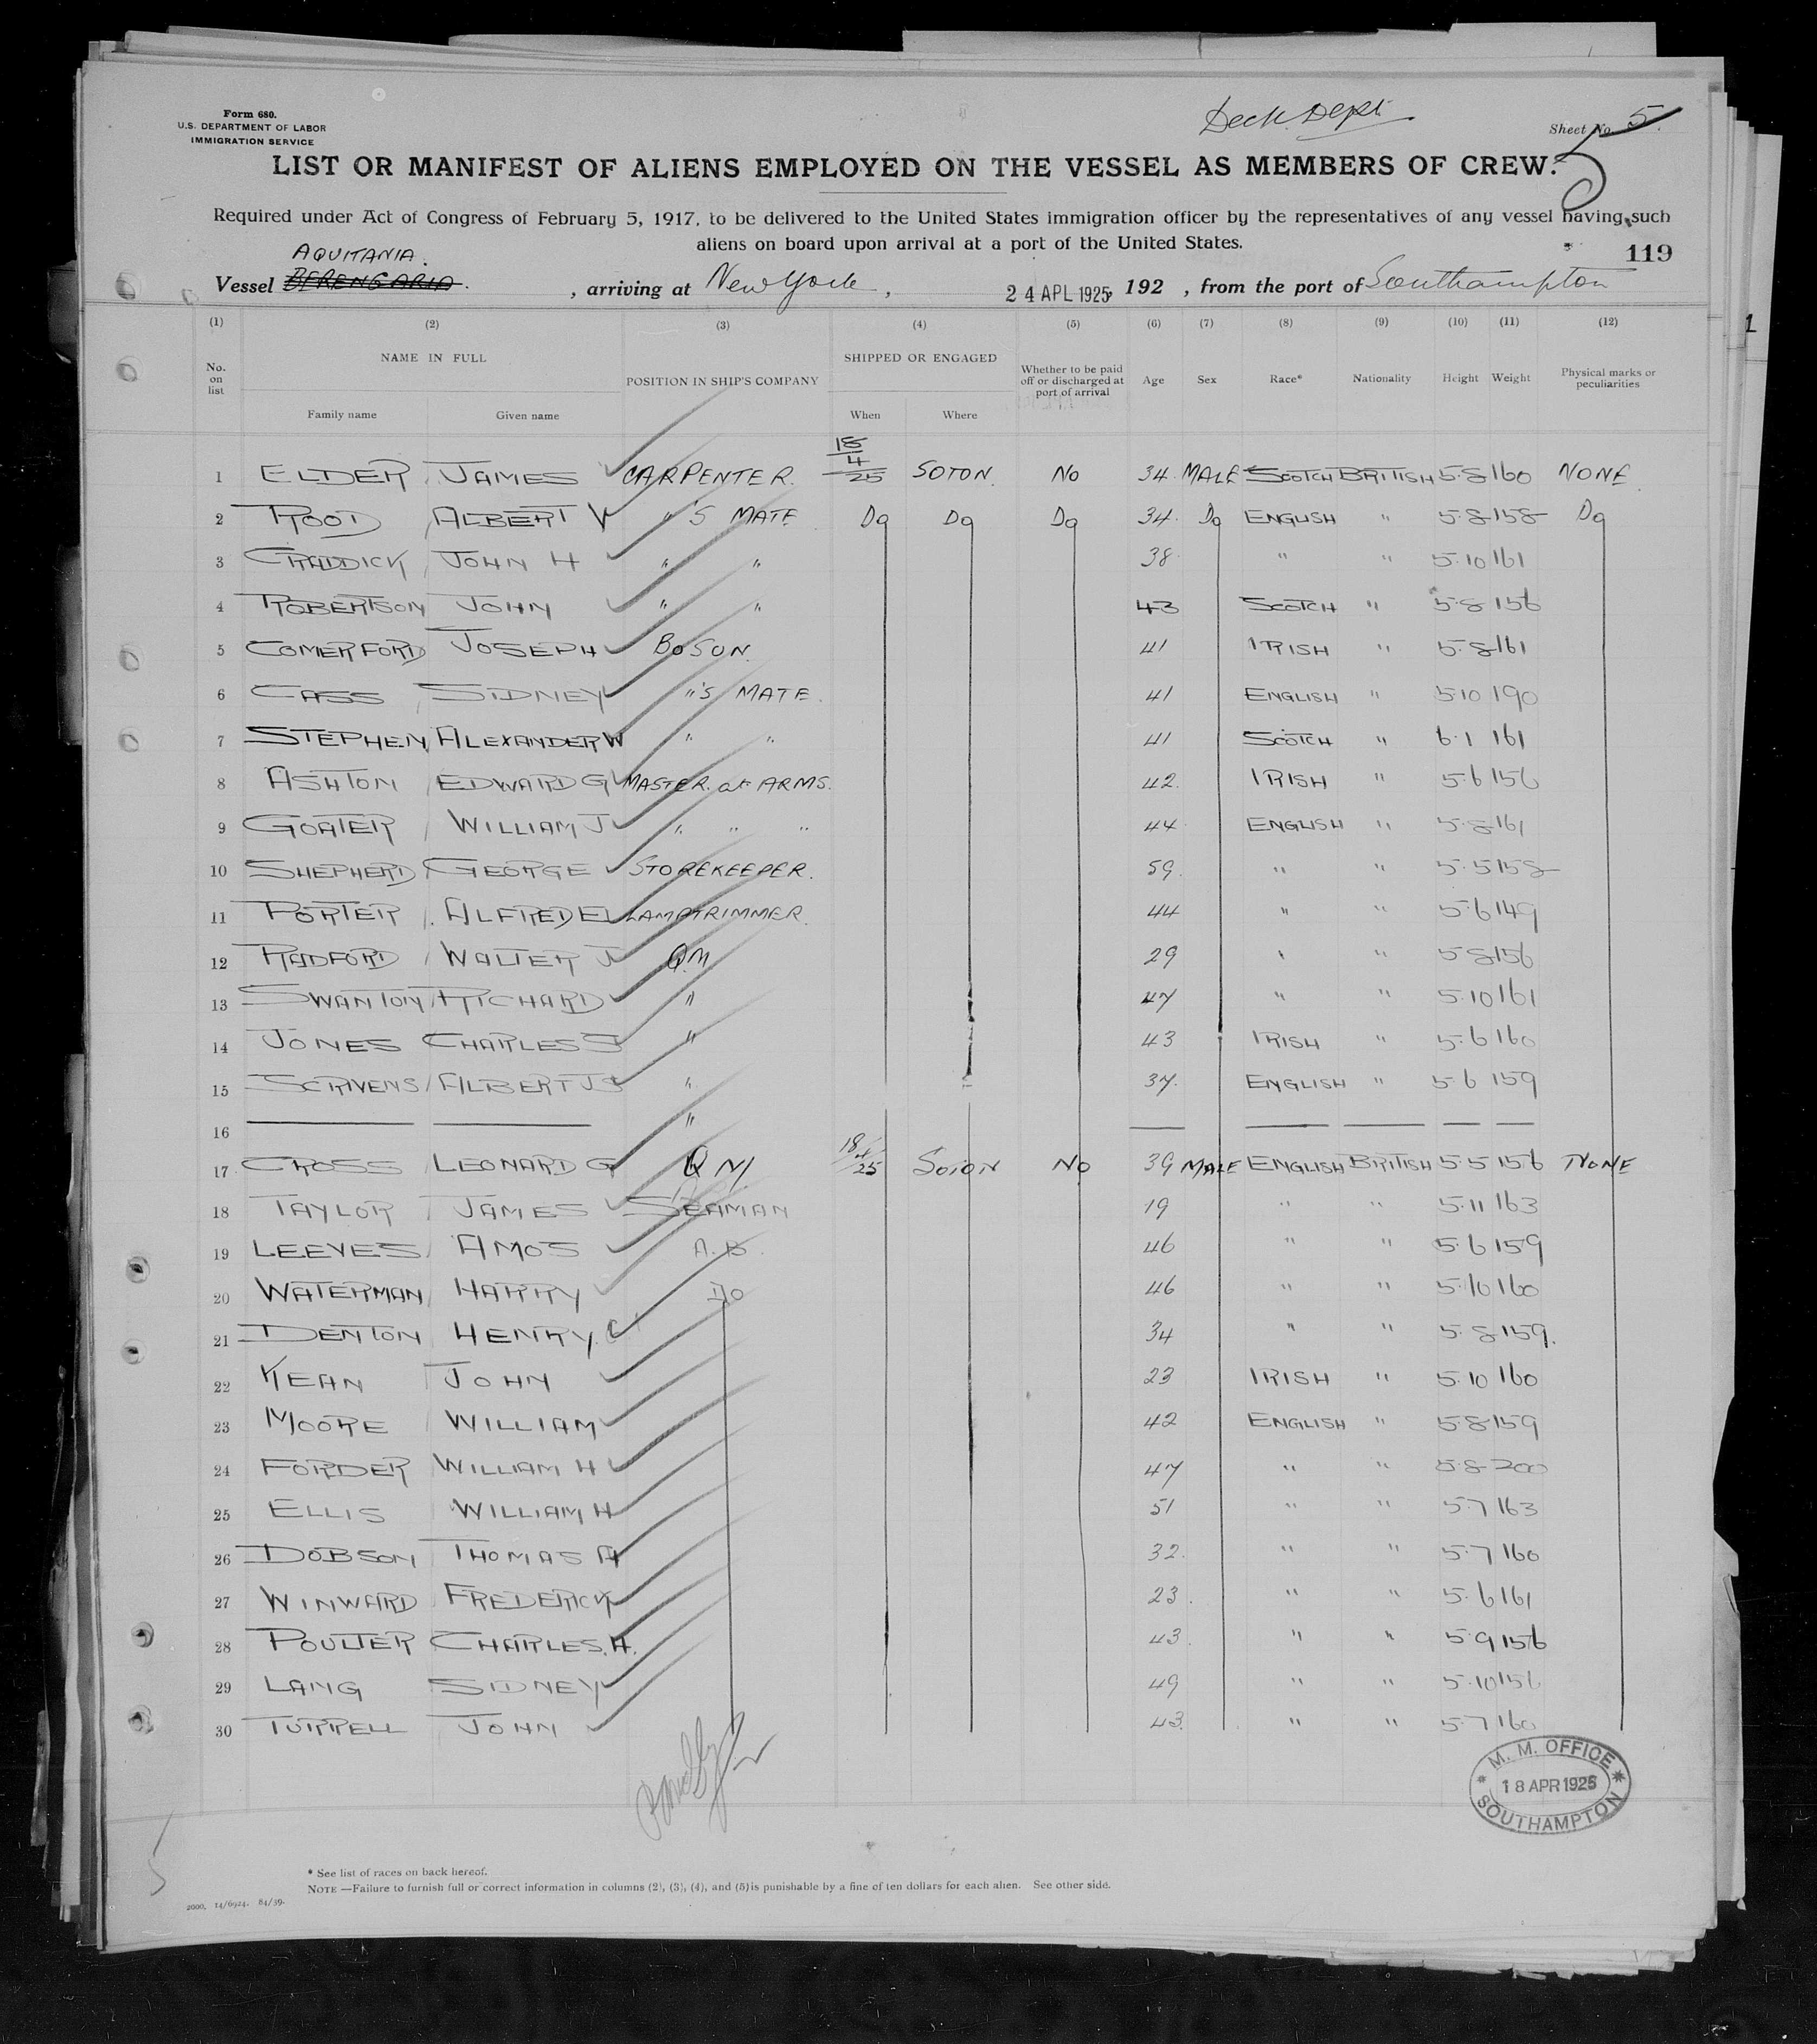 Form 680.
U.S. DEPARTMENT OF LABOR
IMMIGRATION SERVICE
Deck Dept.
Sheet No. 5.
5
LIST OR MANIFEST OF ALIENS EMPLOYED ON THE VESSEL AS MEMBERS OF CREW.
Required under Act of Congress of February 5, 1917, to be delivered to the United States immigration officer by the representatives of any vessel having such
aliens on board upon arrival at a port of the United States.
119
AQUITANIA.
Vessel BERENGARIA. , arriving at New York , 24 APL 1925, 192 , from the port of Southampton
(1) (2) (3) (4) (5) (6) (7) (8) (9) (10) (11) (12)
No. on list NAME IN FULL POSITION IN SHIP'S COMPANY SHIPPED OR ENGAGED Whether to be paid off or discharged at port of arrival Age Sex Race* Nationality Height Weight Physical marks or peculiarities
Family name Given name When Where
1 ELDER JAMES CARPENTER. 18/4/25 SOTON. No 34 MALE SCOTCH BRITISH 5.8 160 NONE.
2 ROOD ALBERT V "'S MATE Do Do Do 34. Do ENGLISH " 5.8 158 Do
3 CRADDICK JOHN H " " 38 " " 5.10 161
4 ROBERTSON JOHN " " 43 SCOTCH " 5.8 156
5 COMERFORD JOSEPH BOSUN. 41 IRISH " 5.8 161
6 CASS SIDNEY "'S MATE. 41 ENGLISH " 5.10 190
7 STEPHEN ALEXANDER W " " 41 SCOTCH " 6.1 161
8 ASHTON EDWARD G MASTER. at ARMS. 42. IRISH " 5.6 156
9 GOATER WILLIAM J " " " 44 ENGLISH " 5.8 161
10 SHEPHERD GEORGE STOREKEEPER. 59. " " 5.5 158
11 PORTER. ALFRED E LAMPTRIMMER. 44 " " 5.6 149
12 RADFORD WALTER J Q.M 29 " " 5.8 156
13 SWANTON RICHARD " 47 " " 5.10 161
14 JONES CHARLES S " 43 IRISH " 5.6 160
15 SCRIVENS ALBERT J S " 37. ENGLISH " 5.6 159
16 "
17 CROSS LEONARD G Q M. 18/4/25 SOTON No 39 MALE ENGLISH BRITISH 5.5 156 NONE
18 TAYLOR JAMES SEAMAN 19 " " 5.11 163
19 LEEVES AMOS A.B. 46 " " 5.6 159
20 WATERMAN HARRY DO 46 " " 5.10 160
21 DENTON HENRY. C 34 " " 5.8 159.
22 KEAN JOHN 23 IRISH " 5.10 160
23 MOORE WILLIAM 42 ENGLISH " 5.8 159
24 FORDER WILLIAM H 47 " " 5.8 200
25 ELLIS WILLIAM H 51 " " 5.7 163
26 DOBSON THOMAS A 32. " " 5.7 160
27 WINWARD FREDERICK 23. " " 5.6 161
28 POULTER CHARLES. A. 43. " " 5.9 156
29 LANG SIDNEY 49 " " 5.10 156
30 TURRELL JOHN 43. " " 5.7 160
M. M. OFFICE
18 APR 1925
SOUTHAMPTON
5
* See list of races on back hereof.
NOTE —Failure to furnish full or correct information in columns (2), (3), (4), and (5) is punishable by a fine of ten dollars for each alien. See other side.
2000. 14/6924. 84/39.